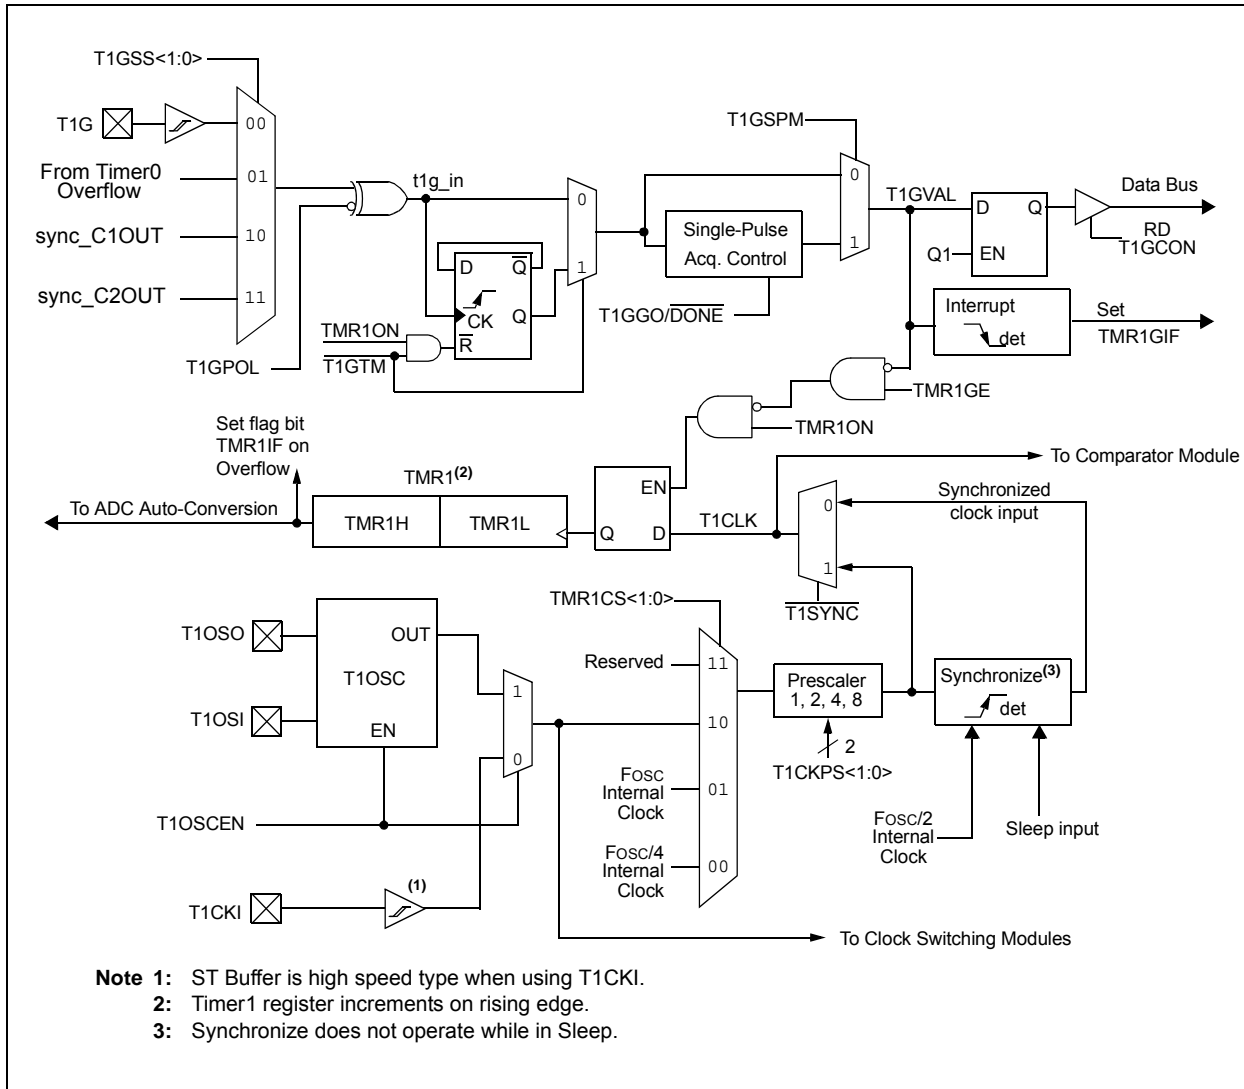 T1GSS<1:0>
T1G
00
From Timer0
Overflow
01
sync_C1OUT
10
sync_C2OUT
11
T1GPOL
t1g_in
0
1
D
Q
CK
Q
R
TMR1ON
T1GTM
T1GSPM
0
1
Single-Pulse
Acq. Control
T1GGO/DONE
T1GVAL
D
Q
Q1
EN
Data Bus
RD
T1GCON
Interrupt
det
Set
TMR1GIF
TMR1GE
TMR1ON
Set flag bit
TMR1IF on
Overflow
To ADC Auto-Conversion
TMR1(2)
TMR1H
TMR1L
EN
Q
D
T1CLK
To Comparator Module
0
1
Synchronized
clock input
T1SYNC
TMR1CS<1:0>
T1OSO
OUT
T1OSC
T1OSI
EN
1
0
T1OSCEN
T1CKI
(1)
Reserved
11
10
FOSC
Internal
Clock
01
FOSC/4
Internal
Clock
00
Prescaler
1, 2, 4, 8
2
T1CKPS<1:0>
Synchronize(3)
det
FOSC/2
Internal
Clock
Sleep input
To Clock Switching Modules
Note 1: ST Buffer is high speed type when using T1CKI.
2: Timer1 register increments on rising edge.
3: Synchronize does not operate while in Sleep.